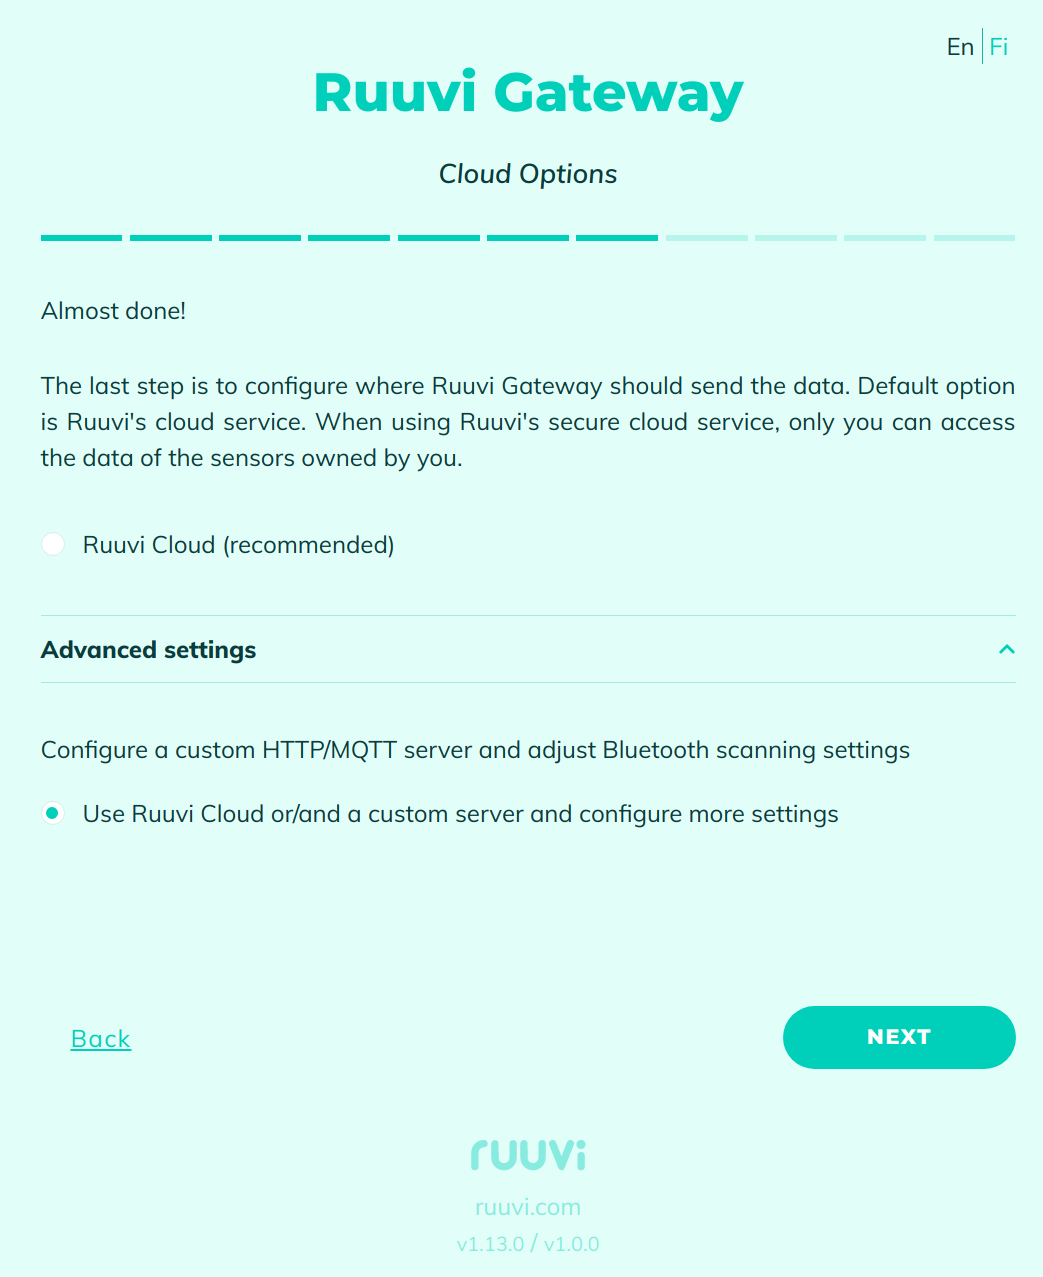 En | Fi
Ruuvi Gateway
Cloud Options
Almost done!
The last step is to configure where Ruuvi Gateway should send the data. Default option
is Ruuvi's cloud service. When using Ruuvi's secure cloud service, only you can access
the data of the sensors owned by you.
Ruuvi Cloud (recommended)
Advanced settings
Configure a custom HTTP/MQTT server and adjust Bluetooth scanning settings
Use Ruuvi Cloud or/and a custom server and configure more settings
Back
NEXT
ruuvi
ruuvi.com
v1.13.0 / v1.0.0